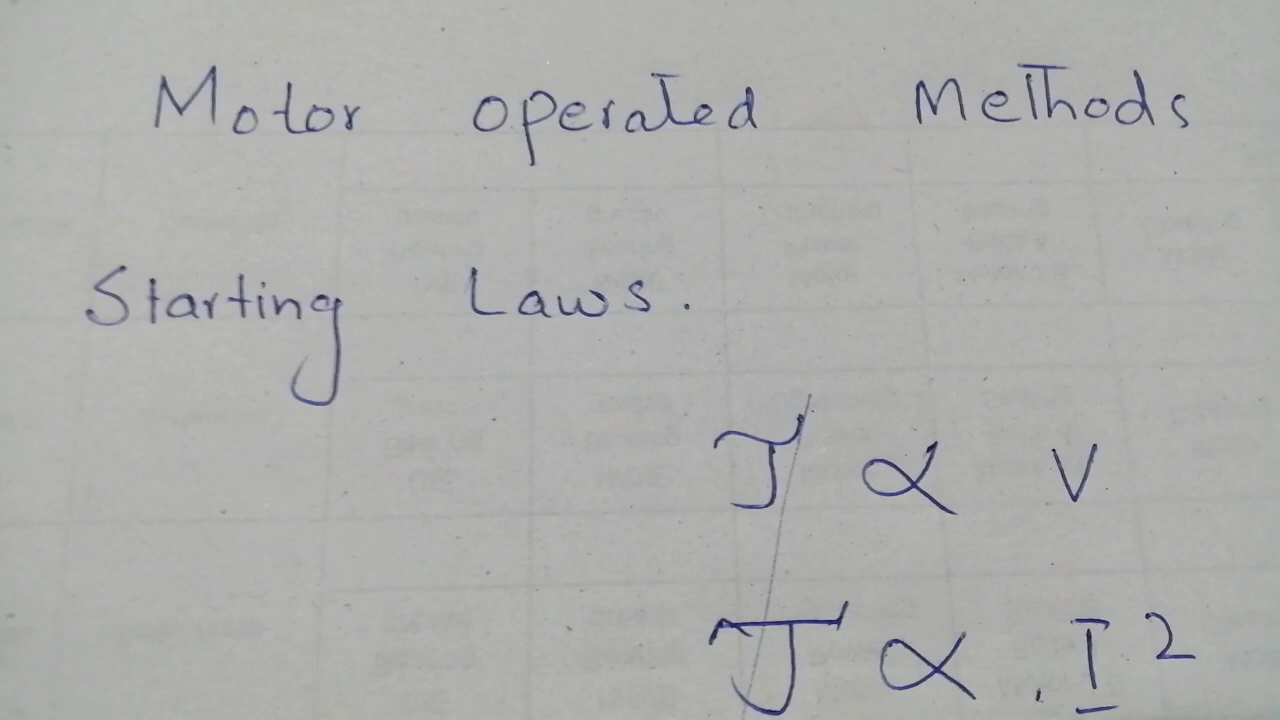 Motor operated Methods
Starting Laws.
T ∝ V
T ∝ . I²